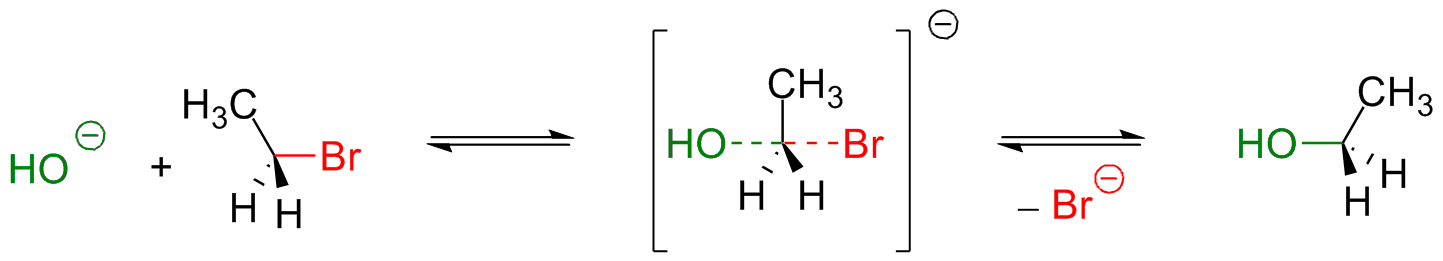 HO⊖ + H₃C Br H H
[HO CH₃ Br H H]⊖
– Br⊖
HO CH₃ H H